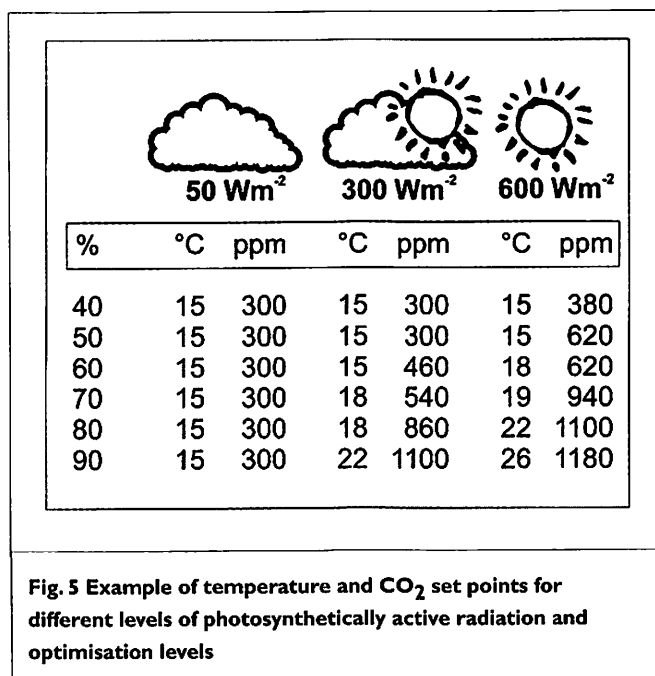 50 Wm-2 300 Wm-2 600 Wm-2
% °C ppm °C ppm °C ppm
40 15 300 15 300 15 380
50 15 300 15 300 15 620
60 15 300 15 460 18 620
70 15 300 18 540 19 940
80 15 300 18 860 22 1100
90 15 300 22 1100 26 1180
Fig. 5 Example of temperature and CO2 set points for
different levels of photosynthetically active radiation and
optimisation levels